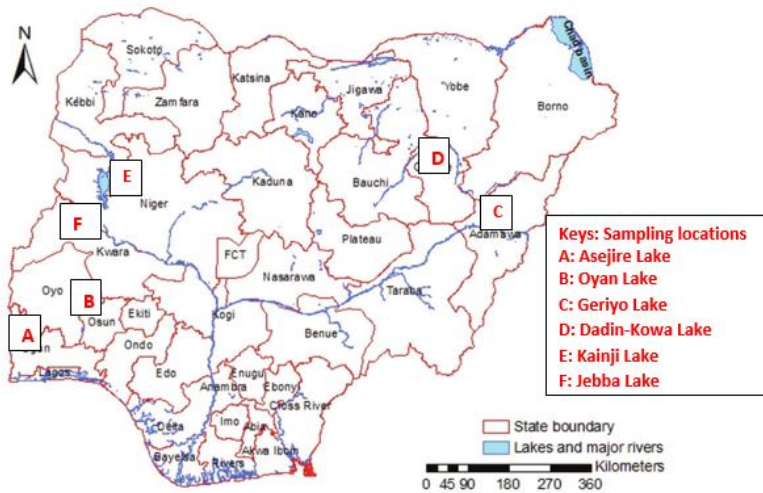 N
Sokoto
Kébbi
Zamfara
Katsina
Kano
Jigawa
Yobe
Borno
Chad basin
D
E
Niger
Kaduna
Bauchi
C
Adamawa
F
Kwara
FCT
Plateau
Nasarawa
Taraba
Oyo
B
Osun
Ekiti
Kogi
Benue
A
Ondo
Lagos
Edo
Enugu
Anambra
Ebonyi
Cross River
Delta
Imo
Abia
Akwa Ibom
Bayelsa
Rivers
Keys: Sampling locations
A: Asejire Lake
B: Oyan Lake
C: Geriyo Lake
D: Dadin-Kowa Lake
E: Kainji Lake
F: Jebba Lake
State boundary
Lakes and major rivers
Kilometers
0 45 90 180 270 360